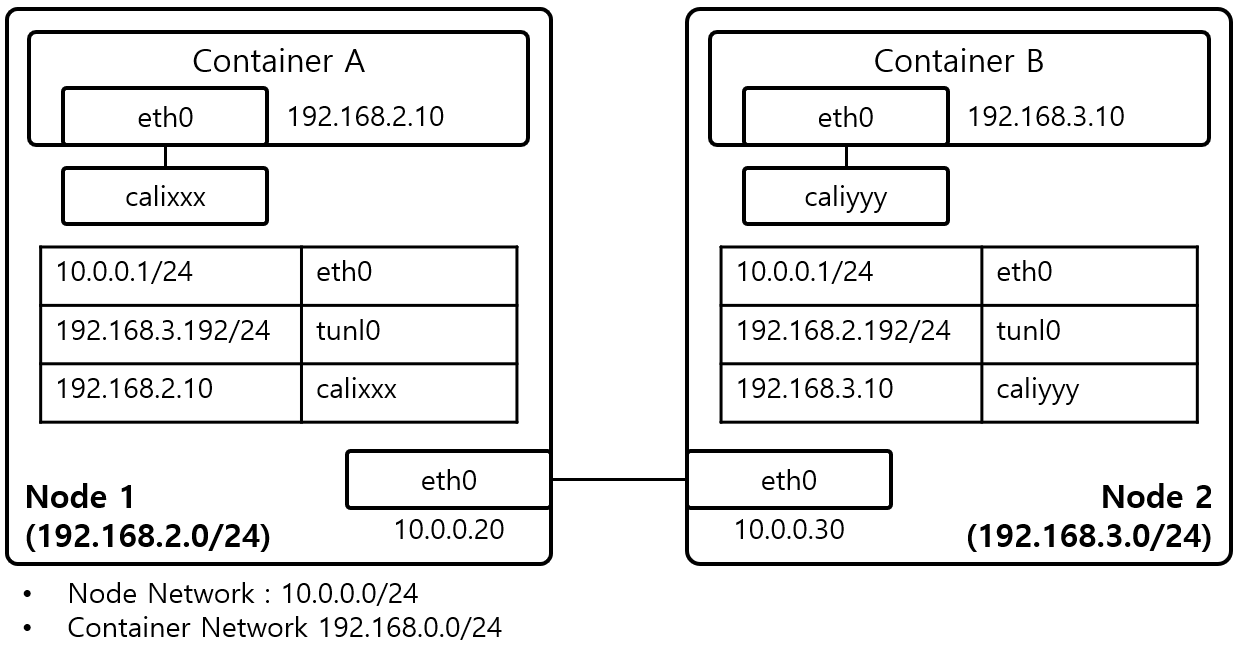 Container A
eth0
192.168.2.10
calixxx
10.0.0.1/24 eth0
192.168.3.192/24 tunl0
192.168.2.10 calixxx
eth0
10.0.0.20
Node 1
(192.168.2.0/24)
Container B
eth0
192.168.3.10
caliyyy
10.0.0.1/24 eth0
192.168.2.192/24 tunl0
192.168.3.10 caliyyy
eth0
10.0.0.30
Node 2
(192.168.3.0/24)
• Node Network : 10.0.0.0/24
• Container Network 192.168.0.0/24